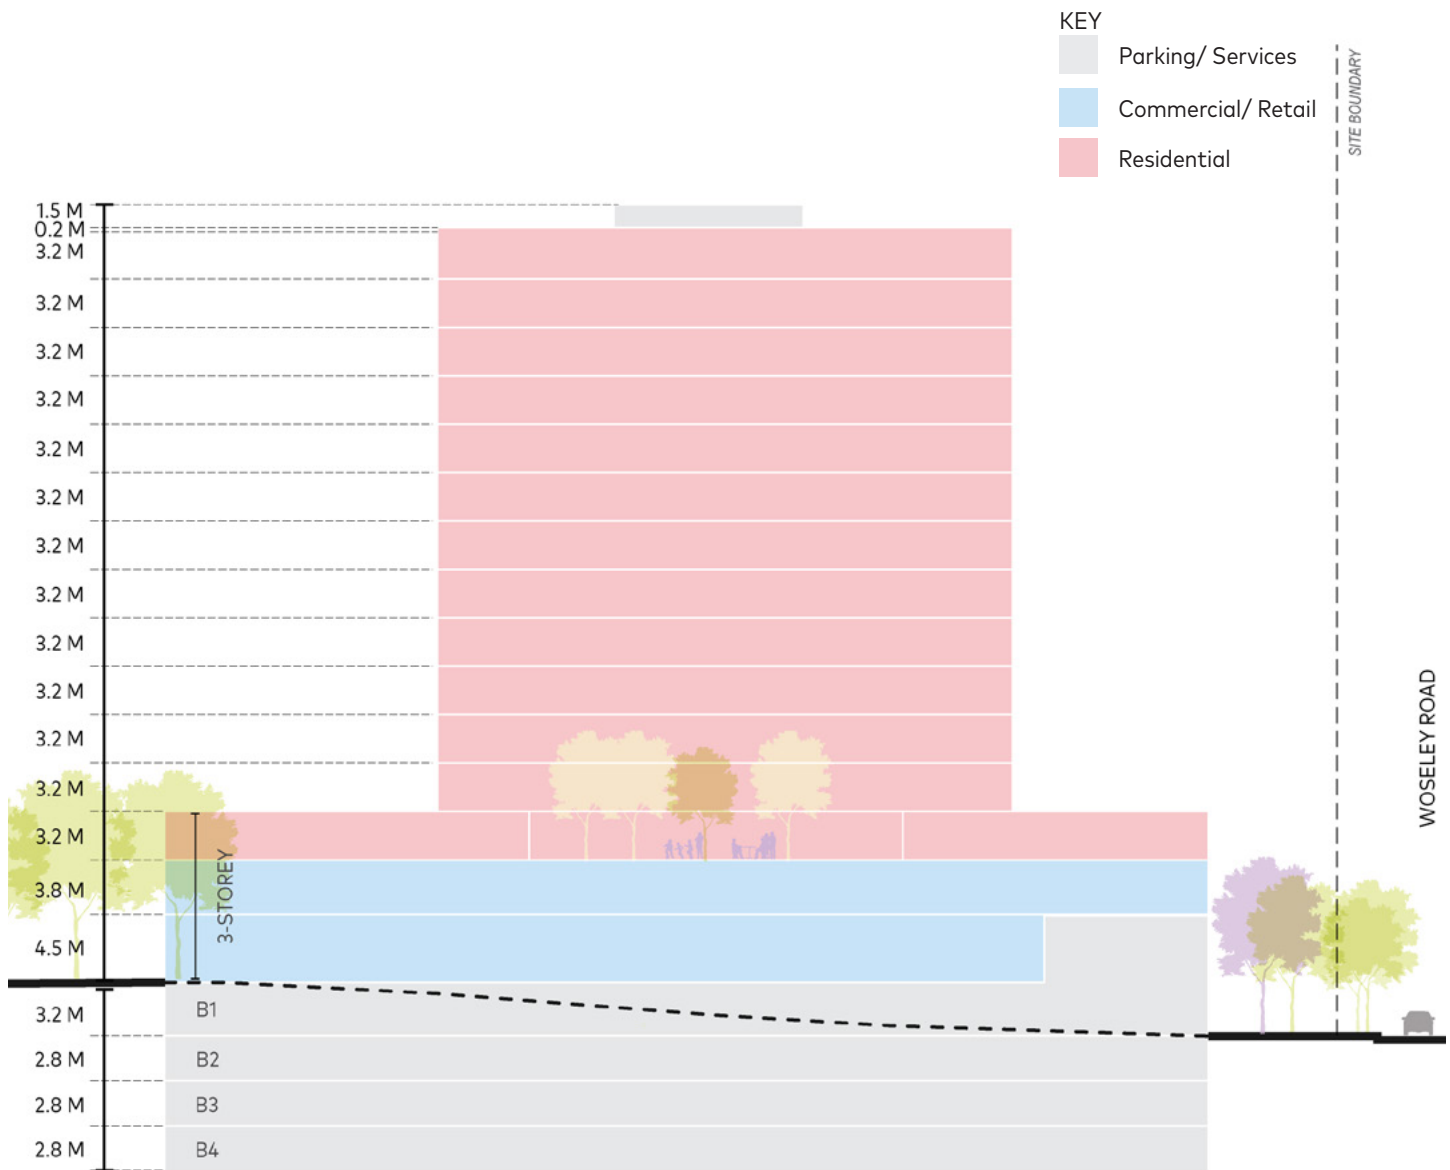 KEY
Parking/ Services
Commercial/ Retail
Residential
SITE BOUNDARY
1.5 M
0.2 M
3.2 M
3.2 M
3.2 M
3.2 M
3.2 M
3.2 M
3.2 M
3.2 M
3.2 M
3.2 M
3.2 M
3.2 M
3.2 M
3.8 M
4.5 M
3-STOREY
WOSELEY ROAD
3.2 M
B1
2.8 M
B2
2.8 M
B3
2.8 M
B4